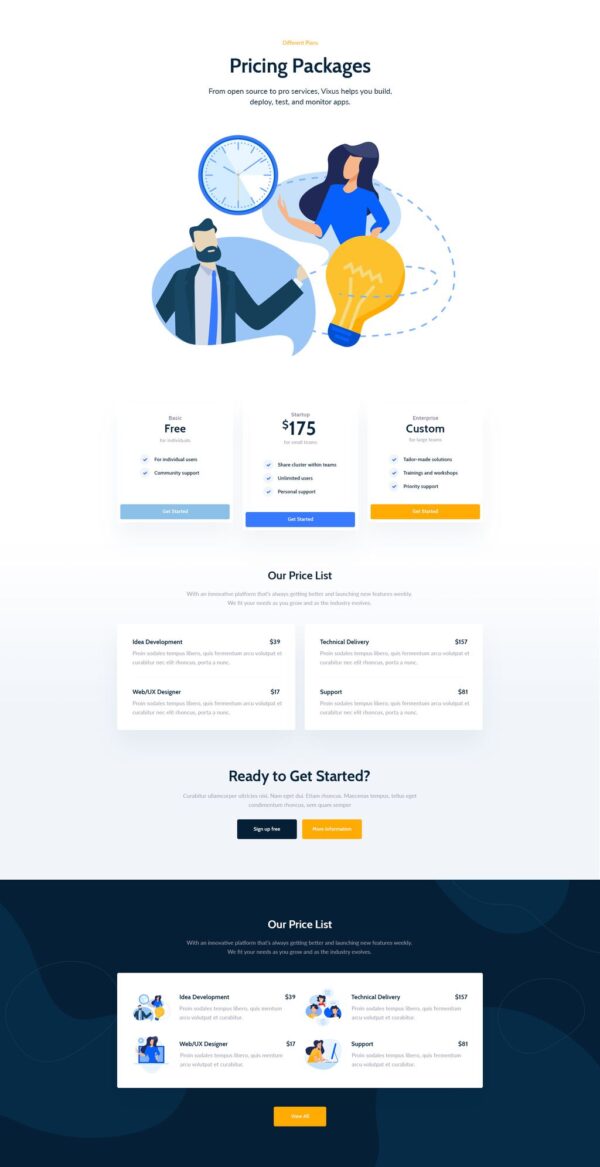 Different Plans
Pricing Packages
From open source to pro services, Vixus helps you build,
deploy, test, and monitor apps.
Basic
Free
for individuals
For individual users
Community support
Get Started
Startup
$175
for small teams
Share cluster within teams
Unlimited users
Personal support
Get Started
Enterprise
Custom
for large teams
Tailor-made solutions
Trainings and workshops
Priority support
Get Started
Our Price List
With an innovative platform that's always getting better and launching new features weekly.
We fit your needs as you grow and as the industry evolves.
Idea Development $39
Proin sodales tempus libero, quis fermentum arcu volutpat et
curabitur nec elit rhoncus, porta a nunc.
Web/UX Designer $17
Proin sodales tempus libero, quis fermentum arcu volutpat et
curabitur nec elit rhoncus, porta a nunc.
Technical Delivery $157
Proin sodales tempus libero, quis fermentum arcu volutpat et
curabitur nec elit rhoncus, porta a nunc.
Support $81
Proin sodales tempus libero, quis fermentum arcu volutpat et
curabitur nec elit rhoncus, porta a nunc.
Ready to Get Started?
Curabitur ullamcorper ultricies nisi. Nam eget dui. Etiam rhoncus. Maecenas tempus, tellus eget
condimentum rhoncus, sem quam semper
Sign up free
More Information
Our Price List
With an innovative platform that's always getting better and launching new features weekly.
We fit your needs as you grow and as the industry evolves.
Idea Development $39
Proin sodales tempus libero, quis mentum
arcu volutpat et curabitur.
Technical Delivery $157
Proin sodales tempus libero, quis fermentum
arcu volutpat et curabitur.
Web/UX Designer $17
Proin sodales tempus libero, quis mentum
arcu volutpat et curabitur.
Support $81
Proin sodales tempus libero, quis fermentum
arcu volutpat et curabitur.
View All